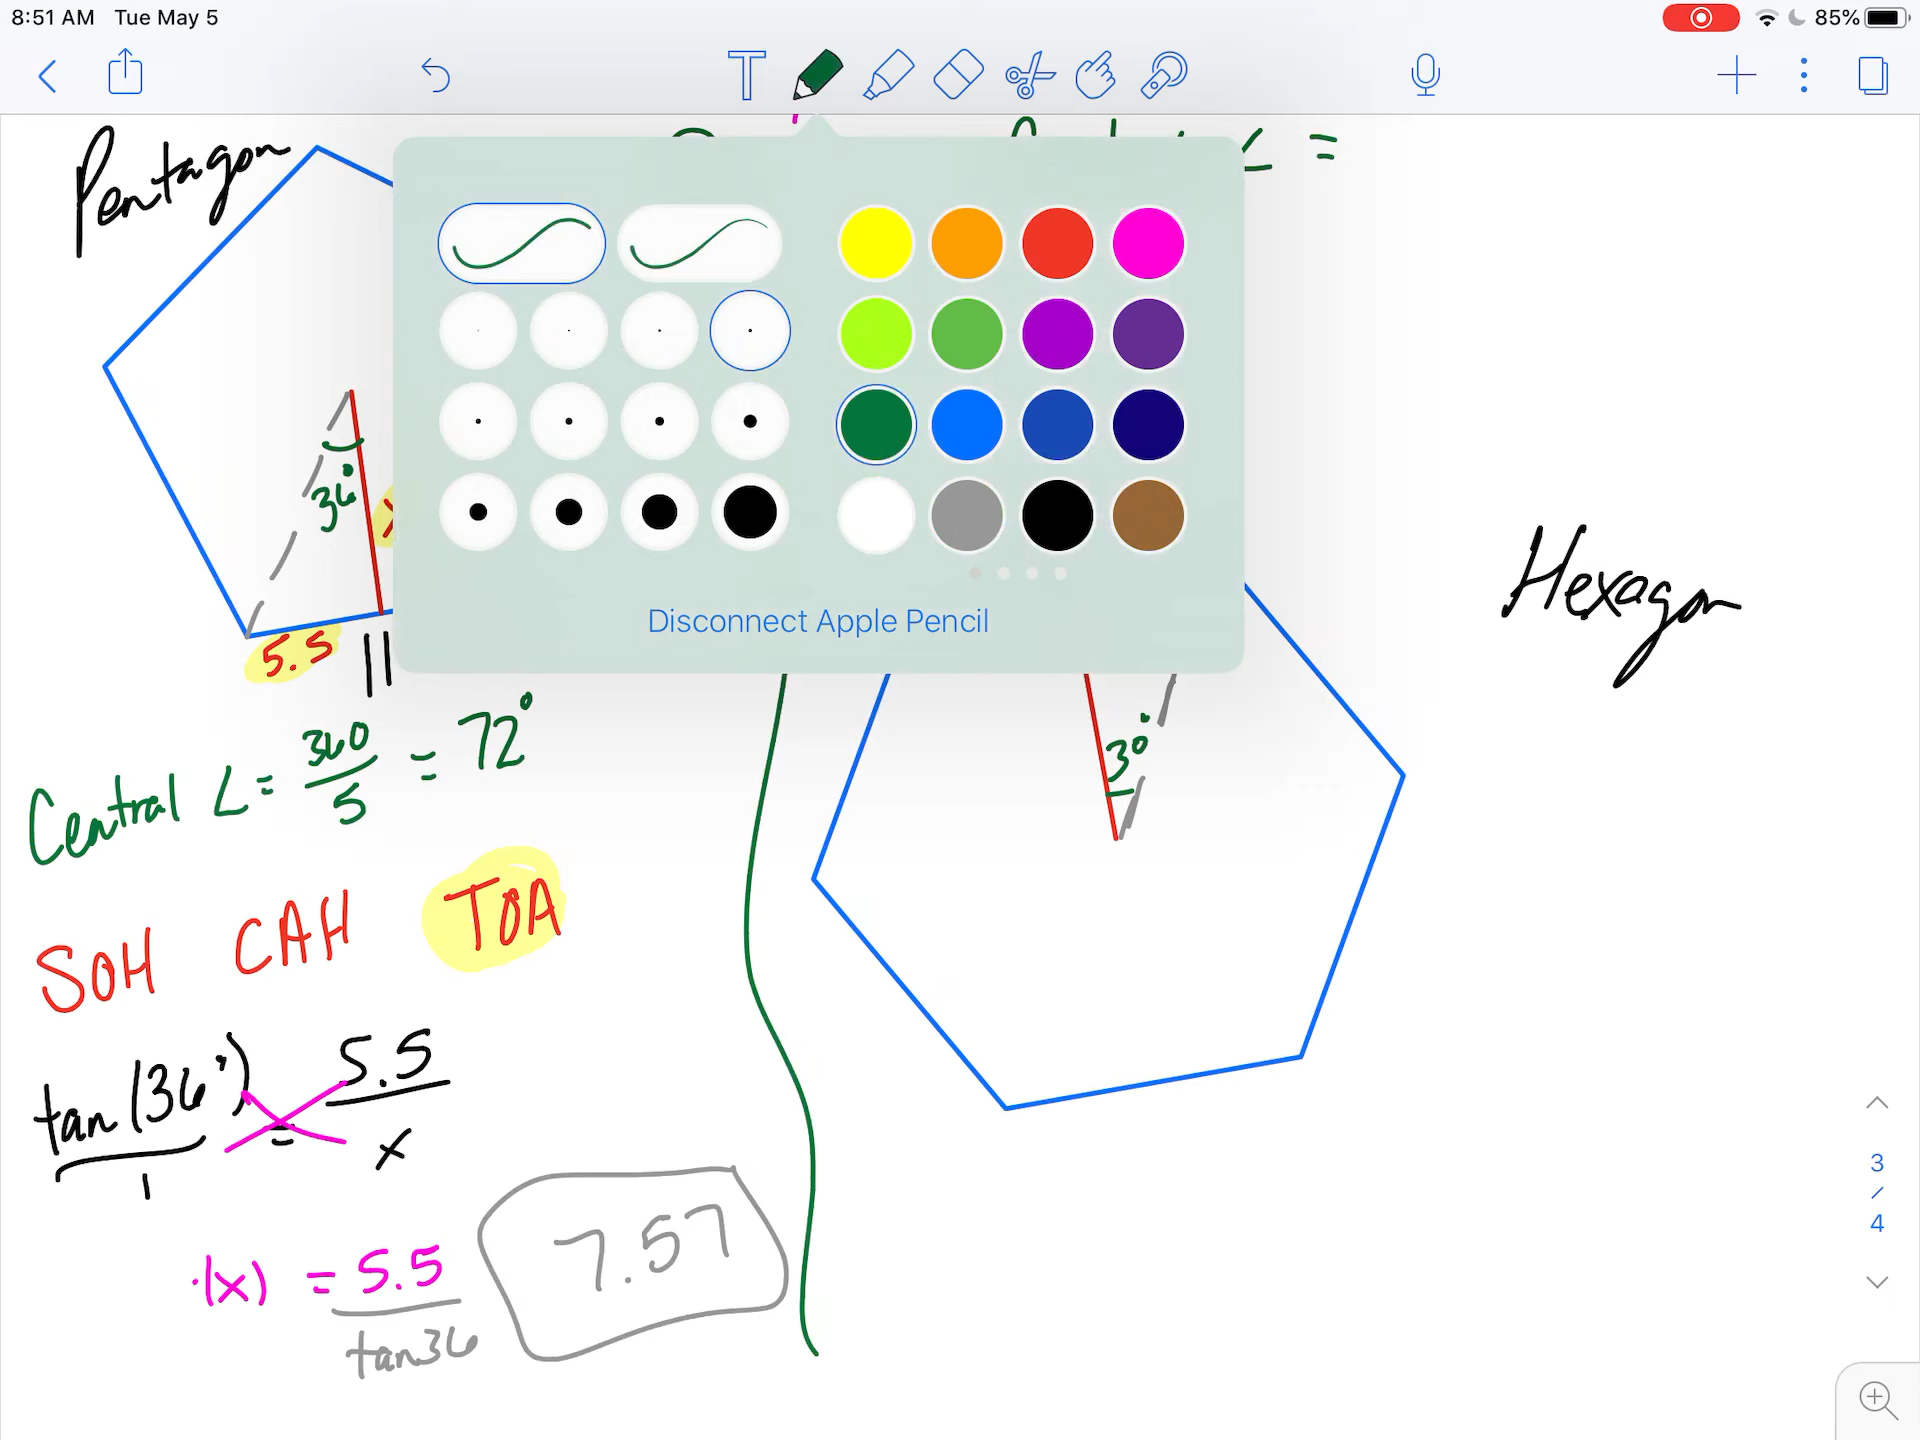 8:51 AM Tue May 5
85%
T
Pentagon
∠ =
36°
x
5.5
11
Disconnect Apple Pencil
Hexagon
30°
Central ∠ = 360/5 = 72°
SOH CAH TOA
tan(36°)/1 = 5.5/x
·(x) = 5.5/tan36
7.57
3
/
4